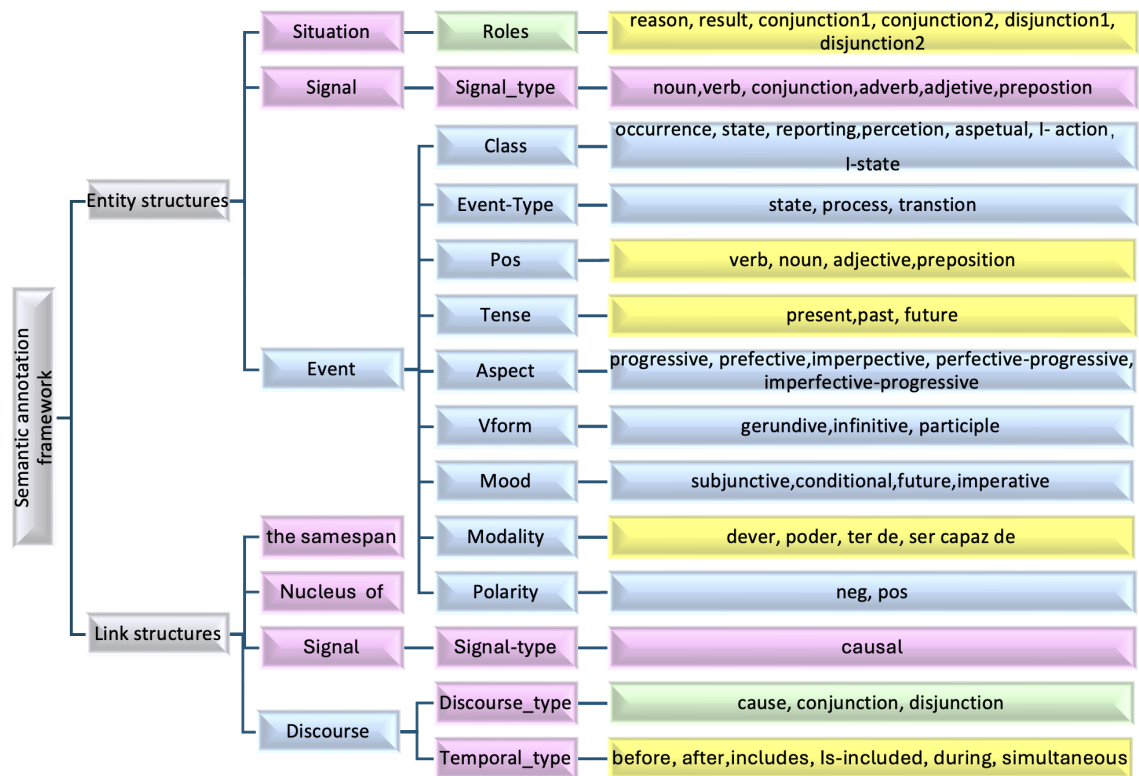 Situation
Roles
reason, result, conjunction1, conjunction2, disjunction1,
disjunction2
Signal
Signal_type
noun,verb, conjunction,adverb,adjetive,prepostion
Class
occurrence, state, reporting,percetion, aspetual, I- action,
I-state
Entity structures
Event-Type
state, process, transtion
Pos
verb, noun, adjective,preposition
Tense
present,past, future
Event
Aspect
progressive, prefective,imperpective, perfective-progressive,
imperfective-progressive
Semantic annotation
framework
Vform
gerundive,infinitive, participle
Mood
subjunctive,conditional,future,imperative
the samespan
Modality
dever, poder, ter de, ser capaz de
Nucleus of
Polarity
neg, pos
Link structures
Signal
Signal-type
causal
Discourse
Discourse_type
cause, conjunction, disjunction
Temporal_type
before, after,includes, Is-included, during, simultaneous